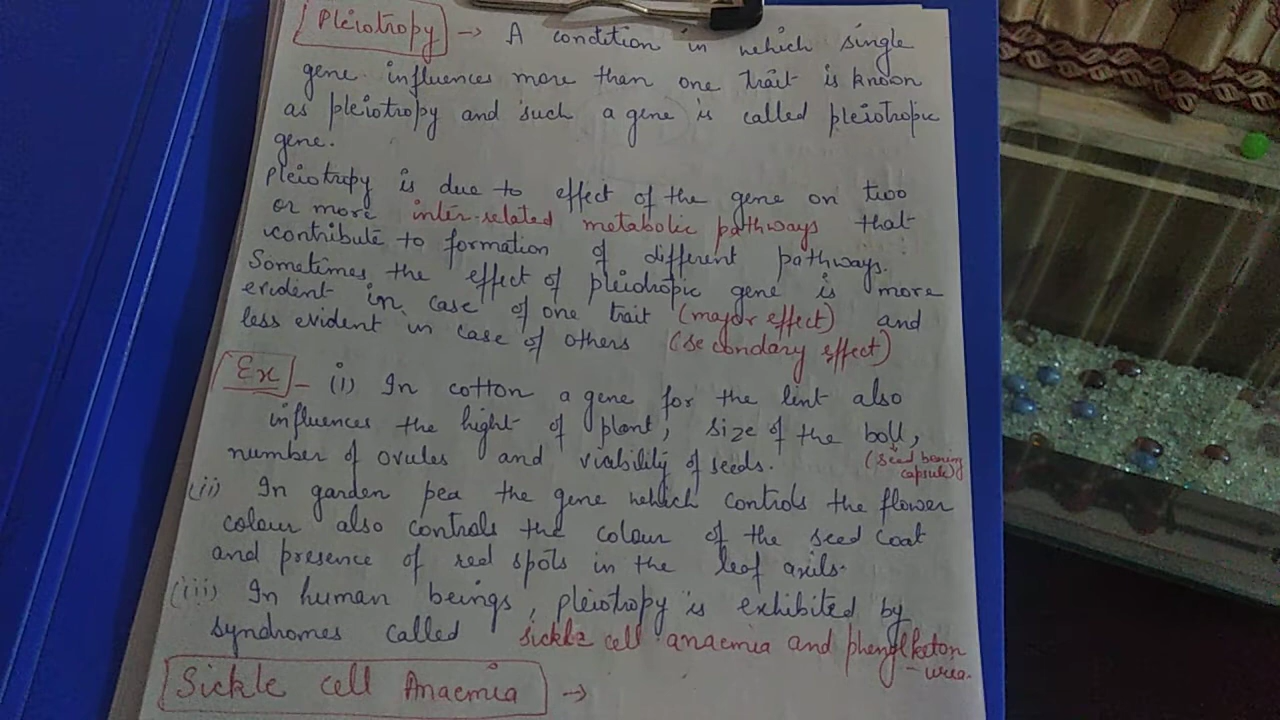 Pleiotropy → A condition in which single
gene influences more than one trait is known
as pleiotropy and such a gene is called pleiotropic
gene.
Pleiotropy is due to effect of the gene on two
or more inter-related metabolic pathways that
contribute to formation of different pathways.
Sometimes the effect of pleiotropic gene is more
evident in case of one trait (major effect) and
less evident in case of others (secondary effect)
Ex - (i) In cotton a gene for the lint also
influences the hight of plant, size of the boll,
number of ovules and viability of seeds. (seed bearing
capsule)
(ii) In garden pea the gene which controls the flower
colour also controls the colour of the seed coat
and presence of red spots in the leaf axils.
(iii) In human beings, pleiotropy is exhibited by
syndromes called sickle cell anaemia and phenylketon
-urea.
Sickle cell Anaemia →